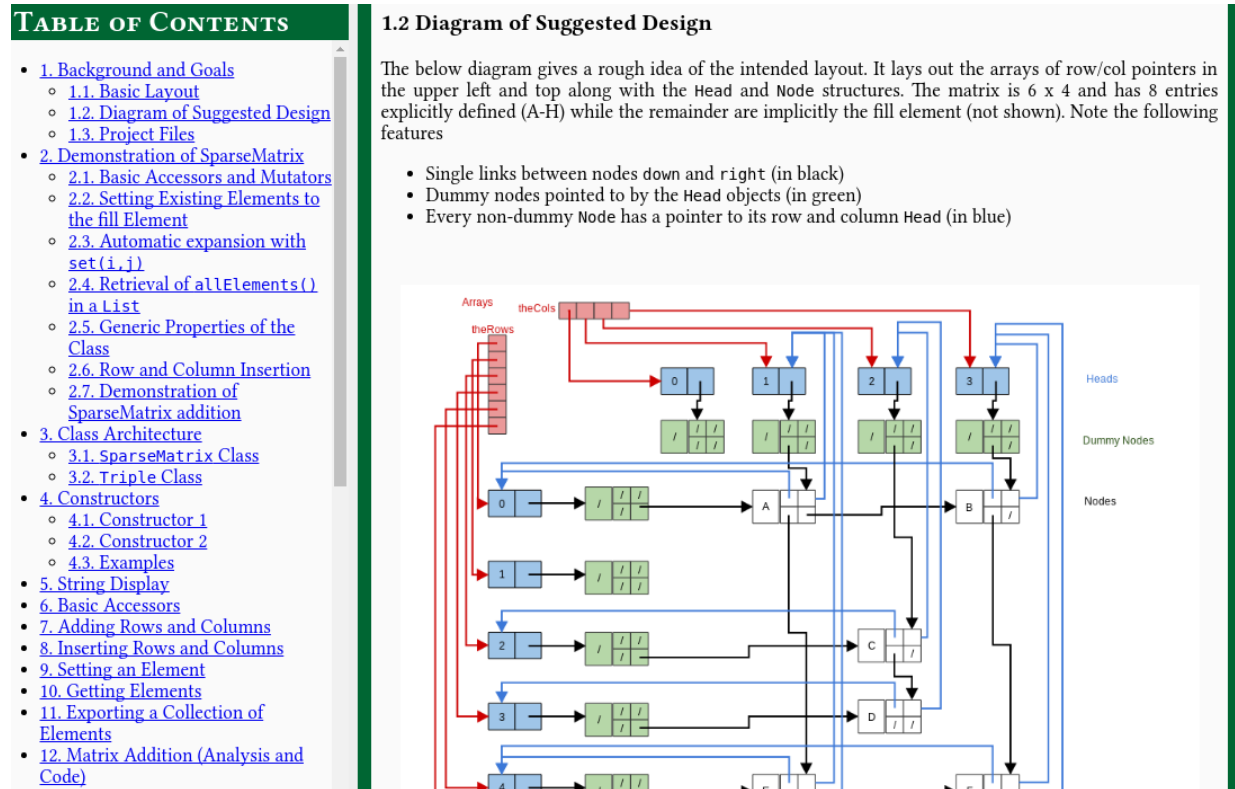 TABLE OF CONTENTS
1. Background and Goals
1.1. Basic Layout
1.2. Diagram of Suggested Design
1.3. Project Files
2. Demonstration of SparseMatrix
2.1. Basic Accessors and Mutators
2.2. Setting Existing Elements to
the fill Element
2.3. Automatic expansion with
set(i,j)
2.4. Retrieval of allElements()
in a List
2.5. Generic Properties of the
Class
2.6. Row and Column Insertion
2.7. Demonstration of
SparseMatrix addition
3. Class Architecture
3.1. SparseMatrix Class
3.2. Triple Class
4. Constructors
4.1. Constructor 1
4.2. Constructor 2
4.3. Examples
5. String Display
6. Basic Accessors
7. Adding Rows and Columns
8. Inserting Rows and Columns
9. Setting an Element
10. Getting Elements
11. Exporting a Collection of
Elements
12. Matrix Addition (Analysis and
Code)
1.2 Diagram of Suggested Design
The below diagram gives a rough idea of the intended layout. It lays out the arrays of row/col pointers in
the upper left and top along with the Head and Node structures. The matrix is 6 x 4 and has 8 entries
explicitly defined (A-H) while the remainder are implicitly the fill element (not shown). Note the following
features
Single links between nodes down and right (in black)
Dummy nodes pointed to by the Head objects (in green)
Every non-dummy Node has a pointer to its row and column Head (in blue)
Arrays
theCols
theRows
0 1 2 3
Heads
/ / / / /
/ / / / /
/ / / / /
/ / / /
Dummy Nodes
0 / / / / A B /
Nodes
1 / / / / /
2 / / / / C /
3 / / / / D / /